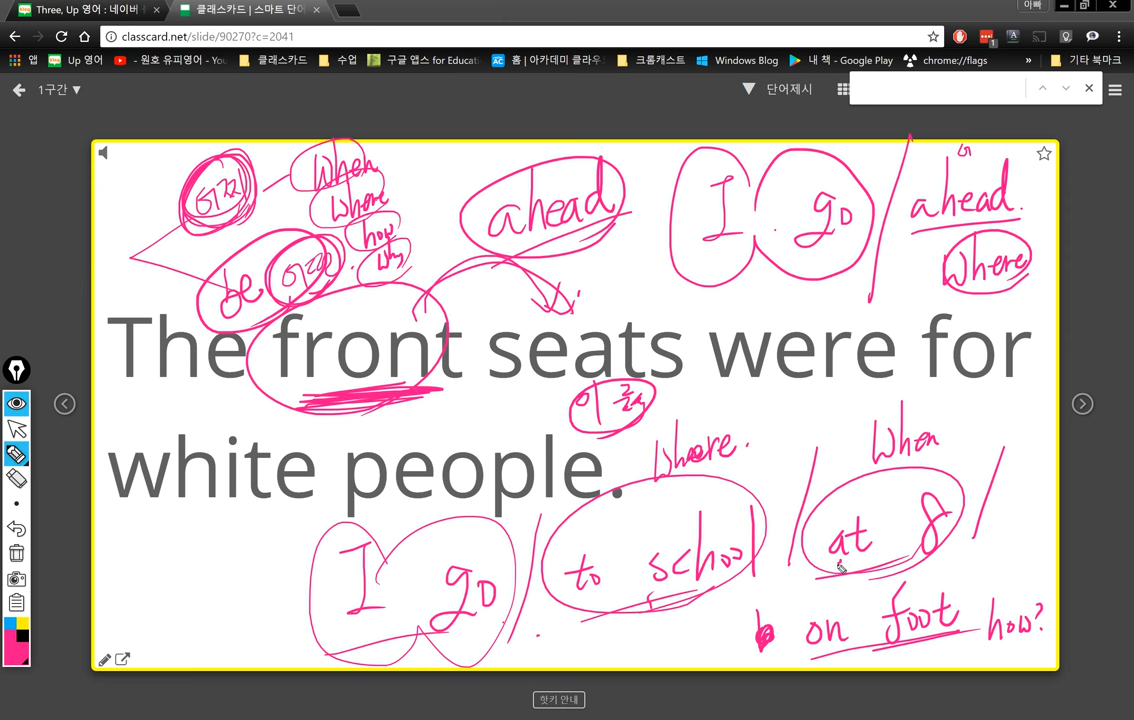 Three, Up 영어 : 네이버
클래스카드 | 스마트 단어
아빠
classcard.net/slide/90270?c=2041
앱 Up 영어 - 원호 유피영어 - You 클래스카드 수업 구글 앱스 for Educati 홈 | 아카데미 클라우 크롬캐스트 Windows Blog 내 책 - Google Play chrome://flags » 기타 북마크
1구간 ▼
단어제시
When
where
how
why
be
ahead
I go / ahead.
where
The front seats were for
white people.
where.
When
I go / to school / at 8 /
on foot how?
핫키 안내